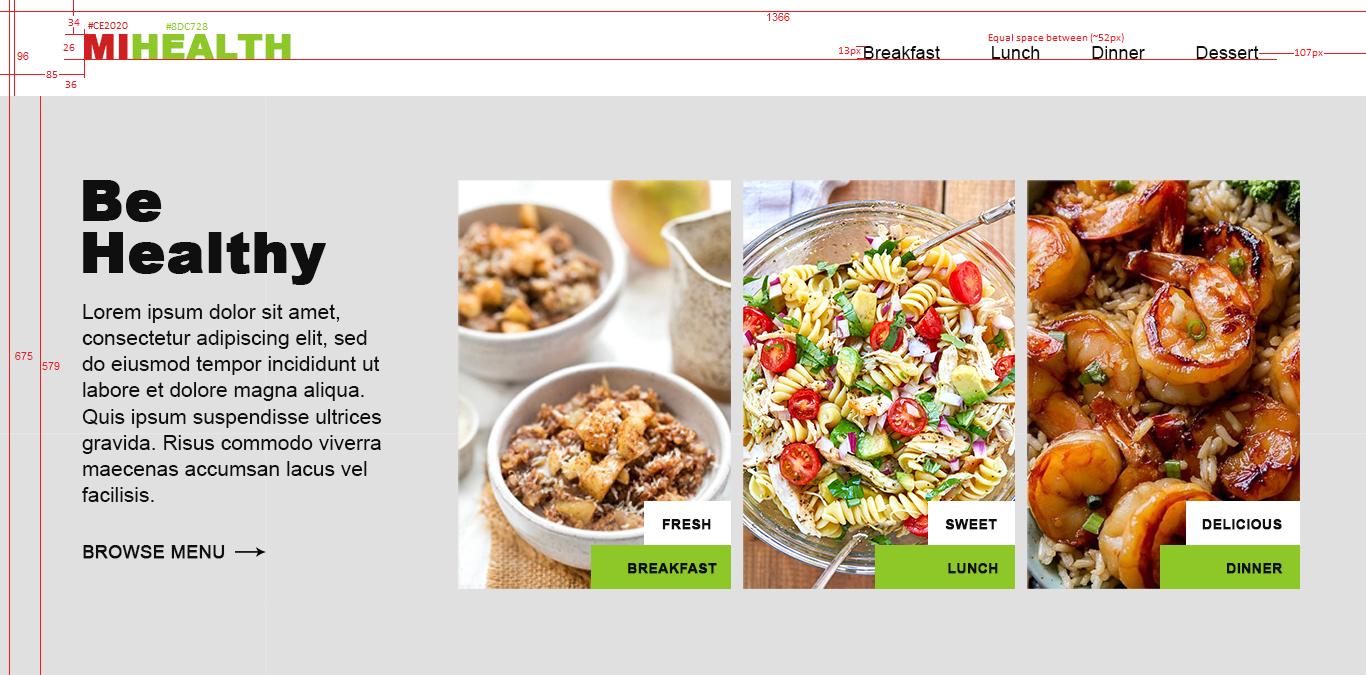 1366
34
#CE2020
#8DC728
26
MIHEALTH
96
85
36
Equal space between (~52px)
13px
Breakfast
Lunch
Dinner
Dessert
107px
Be
Healthy
Lorem ipsum dolor sit amet,
consectetur adipiscing elit, sed
do eiusmod tempor incididunt ut
labore et dolore magna aliqua.
Quis ipsum suspendisse ultrices
gravida. Risus commodo viverra
maecenas accumsan lacus vel
facilisis.
675
579
BROWSE MENU
FRESH
BREAKFAST
SWEET
LUNCH
DELICIOUS
DINNER